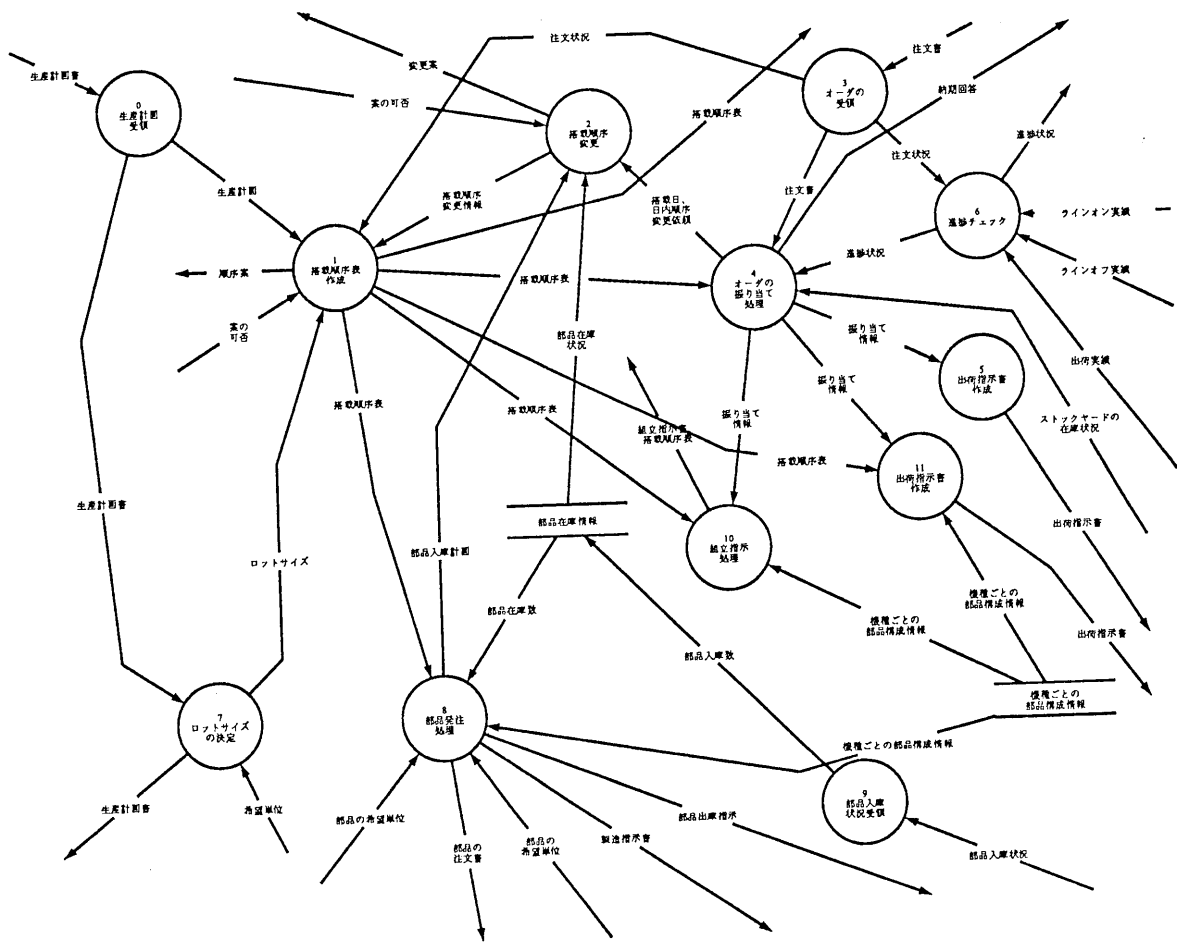 生産計画書
0
生産計画
受領
変更案
案の可否
注文状況
2
搭載順序
変更
搭載順序表
3
オーダの
受領
注文書
納期回答
進捗状況
注文状況
注文書
生産計画
搭載順序
変更情報
搭載日、
日内順序
変更依頼
6
進捗チェック
ラインオン実績
ラインオフ実績
進捗状況
1
搭載順序表
作成
順序案
案の
可否
搭載順序表
4
オーダの
振り当て
処理
部品在庫
状況
振り当て
情報
出荷実績
5
出荷指示書
作成
振り当て
情報
搭載順序表
搭載順序表
組立指示書
搭載順序表
振り当て
情報
ストックヤードの
在庫状況
搭載順序表
11
出荷指示書
作成
生産計画書
部品在庫情報
出荷指示書
10
組立指示
処理
ロットサイズ
部品入庫計画
部品在庫数
機種ごとの
部品構成情報
機種ごとの
部品構成情報
出荷指示書
部品入庫数
機種ごとの
部品構成情報
7
ロットサイズ
の決定
8
部品発注
処理
機種ごとの部品構成情報
9
部品入庫
状況受領
生産計画書
希望単位
部品の希望単位
部品の
注文書
部品の
希望単位
製造指示書
部品出庫指示
部品入庫状況